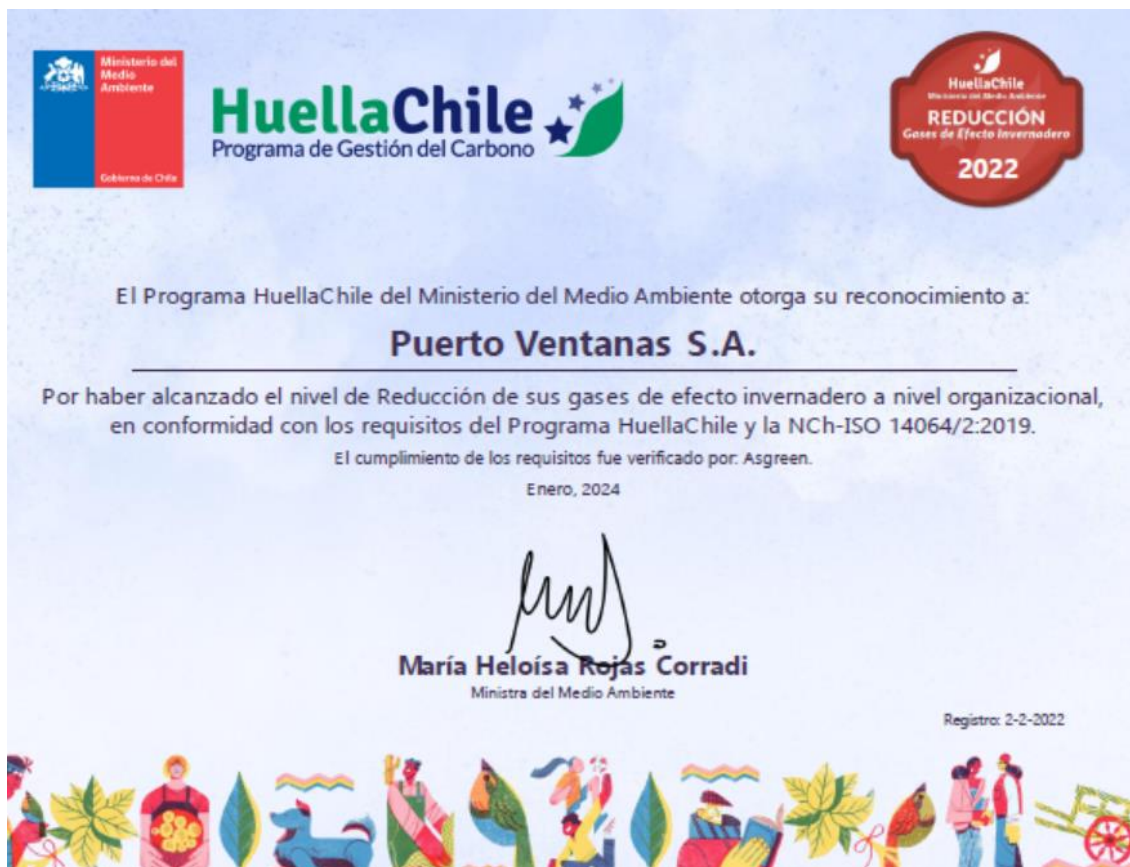 Ministerio del
Medio
Ambiente
Gobierno de Chile
HuellaChile
Programa de Gestión del Carbono
HuellaChile
Ministerio del Medio Ambiente
REDUCCIÓN
Gases de Efecto Invernadero
2022
El Programa HuellaChile del Ministerio del Medio Ambiente otorga su reconocimiento a:
Puerto Ventanas S.A.
Por haber alcanzado el nivel de Reducción de sus gases de efecto invernadero a nivel organizacional,
en conformidad con los requisitos del Programa HuellaChile y la NCh-ISO 14064/2:2019.
El cumplimiento de los requisitos fue verificado por: Asgreen.
Enero, 2024
María Heloísa Rojas Corradi
Ministra del Medio Ambiente
Registro: 2-2-2022